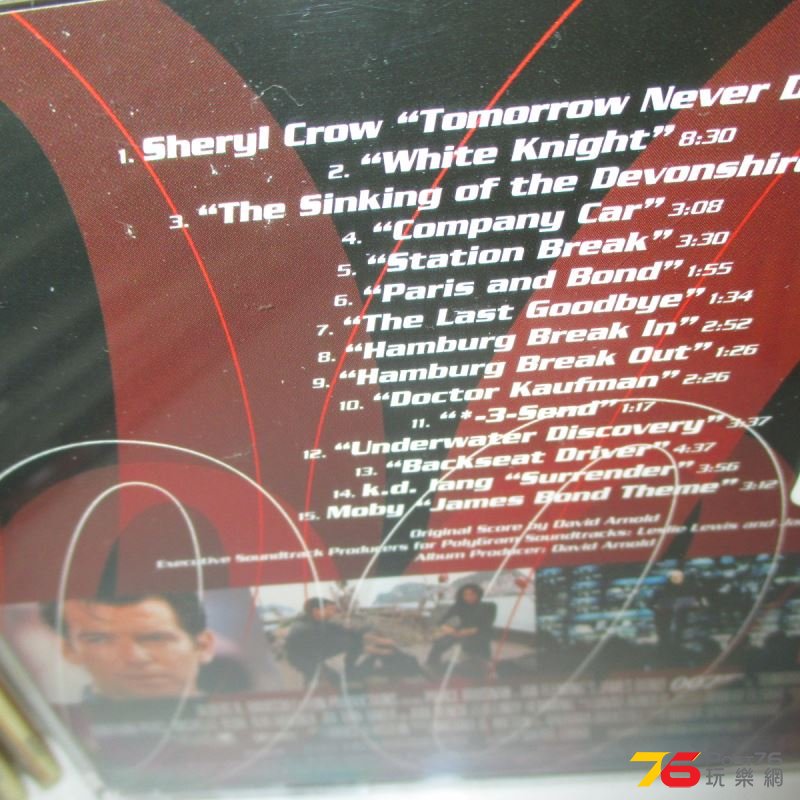 1. Sheryl Crow “Tomorrow Never D
2. “White Knight” 8:30
3. “The Sinking of the Devonshire
4. “Company Car” 3:08
5. “Station Break” 3:30
6. “Paris and Bond” 1:55
7. “The Last Goodbye” 1:34
8. “Hamburg Break In” 2:52
9. “Hamburg Break Out” 1:26
10. “Doctor Kaufman” 2:26
11. “*-3-Send” 1:17
12. “Underwater Discovery” 3:37
13. “Backseat Driver” 4:37
14. k.d. lang “Surrender” 3:56
15. Moby “James Bond Theme” 3:12
Original Score by David Arnold
Executive Soundtrack Producers for PolyGram Soundtracks: Leslie Lewis and
Album Producer: David Arnold
007
76
玩樂網